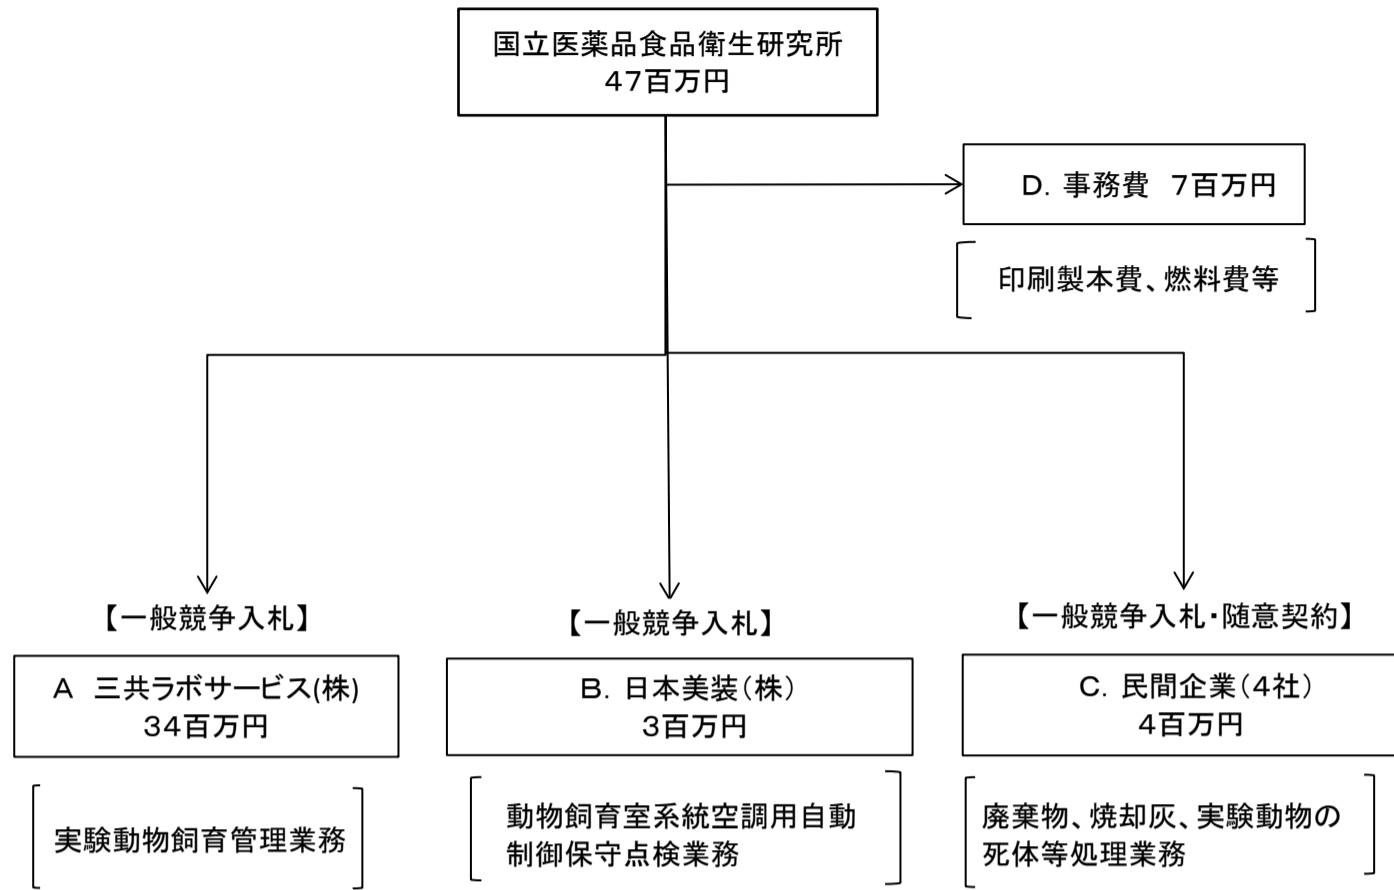 国立医薬品食品衛生研究所
47百万円
D. 事務費　7百万円
印刷製本費、燃料費等
【一般競争入札】
A　三共ラボサービス(株)
34百万円
実験動物飼育管理業務
【一般競争入札】
B. 日本美装（株）
3百万円
動物飼育室系統空調用自動
制御保守点検業務
【一般競争入札・随意契約】
C. 民間企業（4社）
4百万円
廃棄物、焼却灰、実験動物の
死体等処理業務